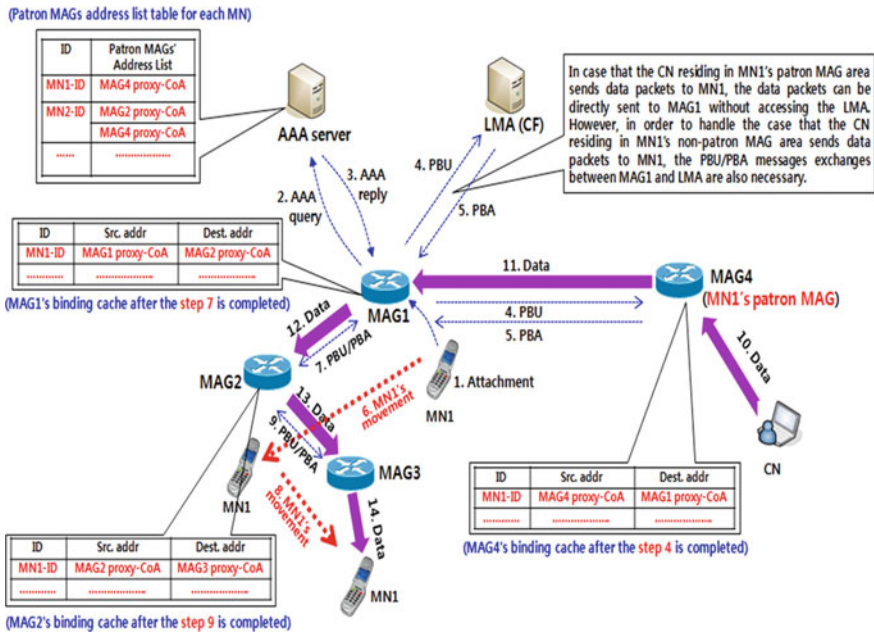 (Patron MAGs address list table for each MN)
ID Patron MAGs' Address List
MN1-ID MAG4 proxy-CoA
MN2-ID MAG2 proxy-CoA
MAG4 proxy-CoA
...... ..................
AAA server
LMA (CF)
In case that the CN residing in MN1's patron MAG area
sends data packets to MN1, the data packets can be
directly sent to MAG1 without accessing the LMA.
However, in order to handle the case that the CN
residing in MN1's non-patron MAG area sends data
packets to MN1, the PBU/PBA messages exchanges
between MAG1 and LMA are also necessary.
2. AAA
query
3. AAA
reply
4. PBU
5. PBA
ID Src. addr Dest. addr
MN1-ID MAG1 proxy-CoA MAG2 proxy-CoA
............ .................... ....................
(MAG1's binding cache after the step 7 is completed)
MAG1
11. Data
MAG4
(MN1's patron MAG)
4. PBU
5. PBA
12. Data
7. PBU/PBA
10. Data
1. Attachment
MN1
6. MN1's
movement
MAG2
13. Data
9. PBU/PBA
MN1
8. MN1's
movement
MAG3
14. Data
MN1
CN
ID Src. addr Dest. addr
MN1-ID MAG4 proxy-CoA MAG1 proxy-CoA
............ .................... ....................
(MAG4's binding cache after the step 4 is completed)
ID Src. addr Dest. addr
MN1-ID MAG2 proxy-CoA MAG3 proxy-CoA
............ .................... ....................
(MAG2's binding cache after the step 9 is completed)